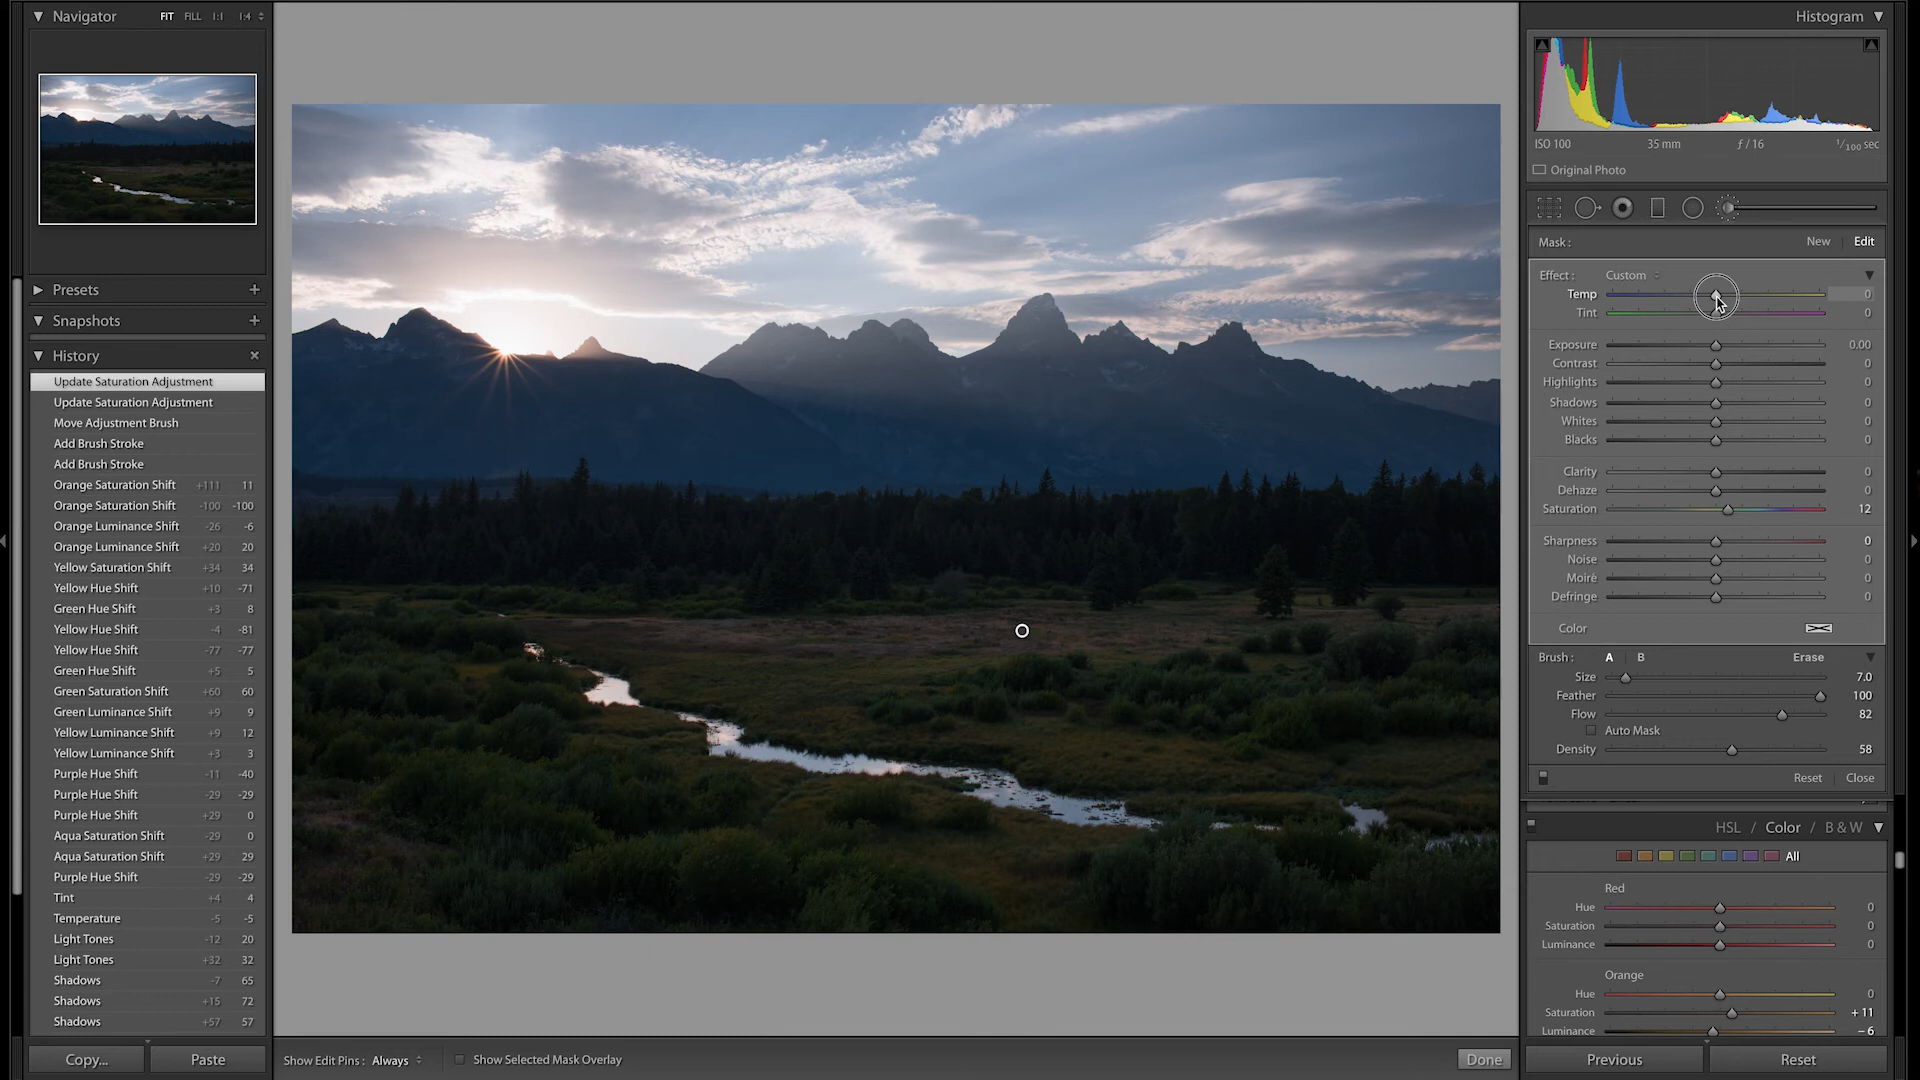 Navigator FIT FILL 1:1 1:4
Presets +
Snapshots +
History ×
Update Saturation Adjustment
Update Saturation Adjustment
Move Adjustment Brush
Add Brush Stroke
Add Brush Stroke
Orange Saturation Shift +111 11
Orange Saturation Shift -100 -100
Orange Luminance Shift -26 -6
Orange Luminance Shift +20 20
Yellow Saturation Shift +34 34
Yellow Hue Shift +10 -71
Green Hue Shift +3 8
Yellow Hue Shift -4 -81
Yellow Hue Shift -77 -77
Green Hue Shift +5 5
Green Saturation Shift +60 60
Green Luminance Shift +9 9
Yellow Luminance Shift +9 12
Yellow Luminance Shift +3 3
Purple Hue Shift -11 -40
Purple Hue Shift -29 -29
Purple Hue Shift +29 0
Aqua Saturation Shift -29 0
Aqua Saturation Shift +29 29
Purple Hue Shift -29 -29
Tint +4 4
Temperature -5 -5
Light Tones -12 20
Light Tones +32 32
Shadows -7 65
Shadows +15 72
Shadows +57 57
Copy... Paste
Show Edit Pins: Always Show Selected Mask Overlay Done
Histogram
ISO 100 35 mm ƒ / 16 1/100 sec
Original Photo
Mask : New Edit
Effect : Custom
Temp 0
Tint 0
Exposure 0.00
Contrast 0
Highlights 0
Shadows 0
Whites 0
Blacks 0
Clarity 0
Dehaze 0
Saturation 12
Sharpness 0
Noise 0
Moiré 0
Defringe 0
Color
Brush : A B Erase
Size 7.0
Feather 100
Flow 82
Auto Mask
Density 58
Reset Close
HSL / Color / B & W
All
Red
Hue 0
Saturation 0
Luminance 0
Orange
Hue 0
Saturation + 11
Luminance – 6
Previous Reset